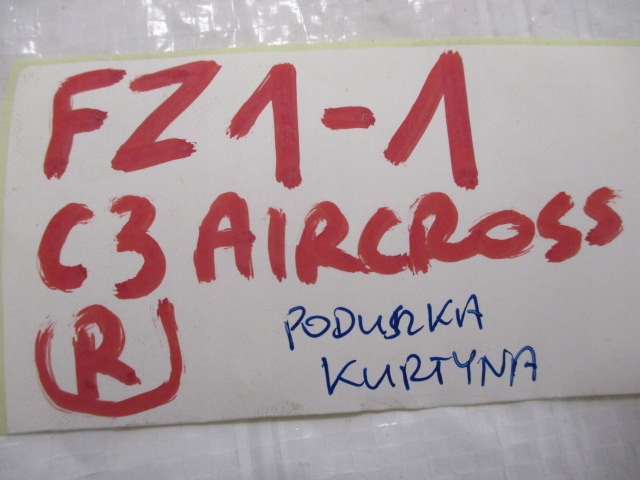 FZ1-1
C3 AIRCROSS
R
PODUSZKA
KURTYNA